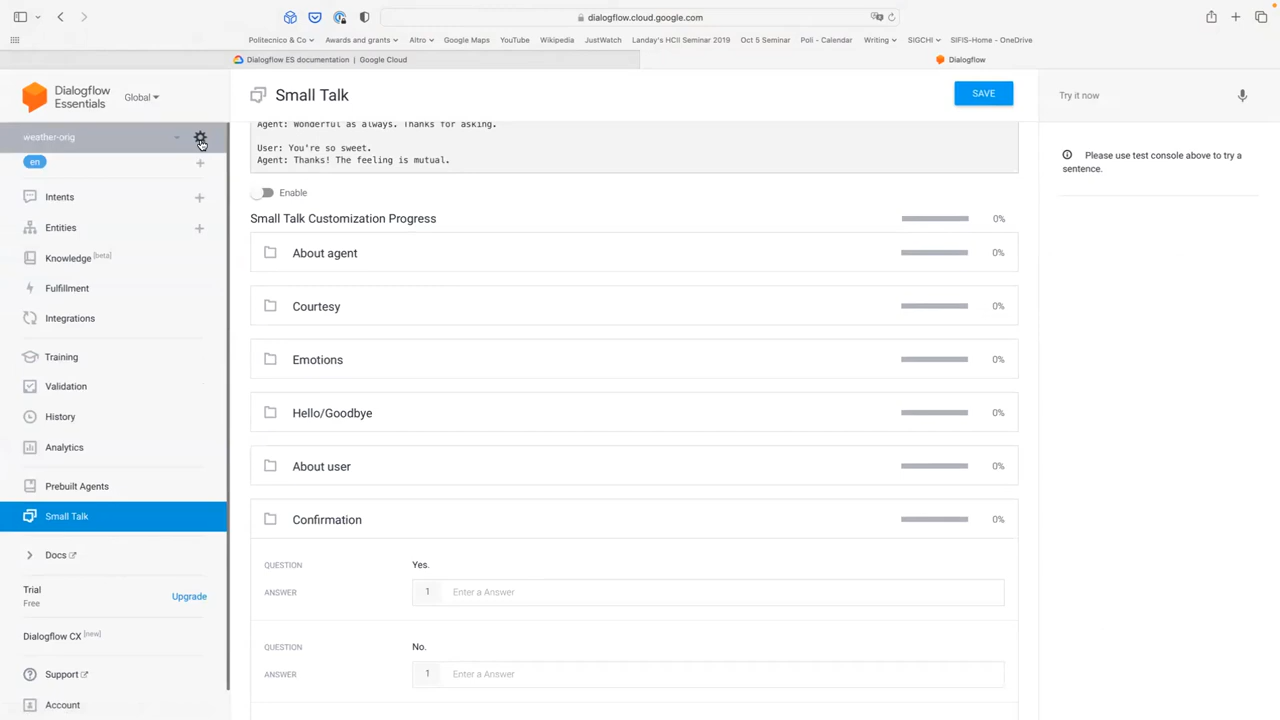 dialogflow.cloud.google.com
Politecnico & Co
Awards and grants
Altro
Google Maps
YouTube
Wikipedia
JustWatch
Landay's HCII Seminar 2019
Oct 5 Seminar
Poli - Calendar
Writing
SIGCHI
SIFIS-Home - OneDrive
Dialogflow ES documentation | Google Cloud
Dialogflow
Dialogflow
Essentials
Global
Small Talk
SAVE
Try it now
weather-orig
en
Intents
Entities
Knowledge [beta]
Fulfillment
Integrations
Training
Validation
History
Analytics
Prebuilt Agents
Small Talk
Docs
Trial
Free
Upgrade
Dialogflow CX [new]
Support
Account
Agent: Wonderful as always. Thanks for asking.
User: You're so sweet.
Agent: Thanks! The feeling is mutual.
Enable
Small Talk Customization Progress 0%
About agent 0%
Courtesy 0%
Emotions 0%
Hello/Goodbye 0%
About user 0%
Confirmation 0%
QUESTION Yes.
ANSWER 1 Enter a Answer
QUESTION No.
ANSWER 1 Enter a Answer
Please use test console above to try a
sentence.